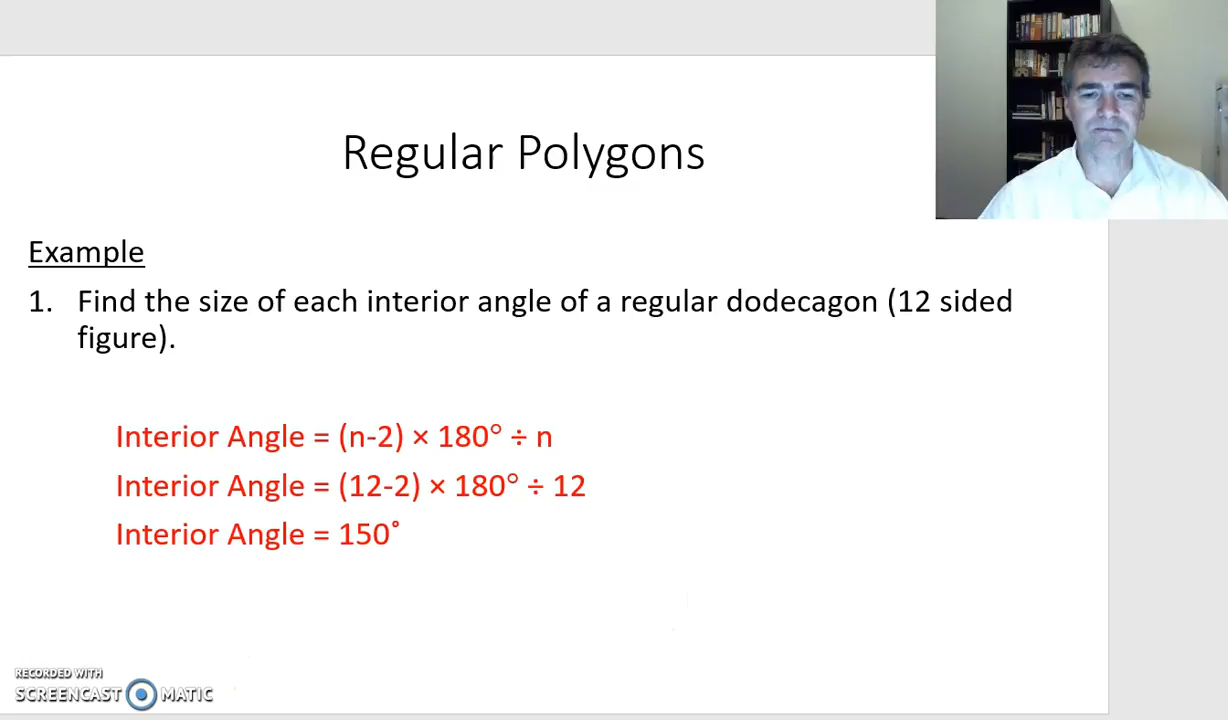 Regular Polygons
Example
1. Find the size of each interior angle of a regular dodecagon (12 sided
figure).
Interior Angle = (n-2) × 180° ÷ n
Interior Angle = (12-2) × 180° ÷ 12
Interior Angle = 150°
RECORDED WITH
SCREENCAST MATIC